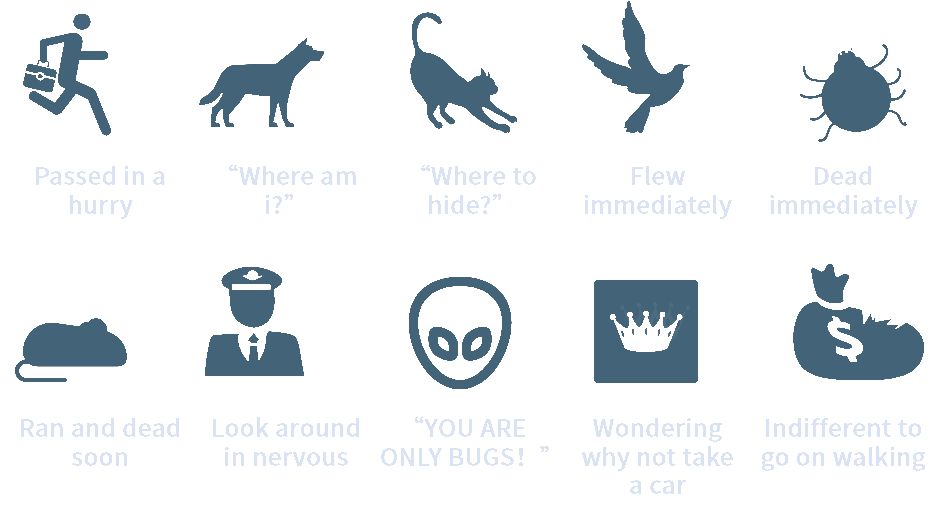 Passed in a
hurry
“Where am
i?”
“Where to
hide?”
Flew
immediately
Dead
immediately
$
Ran and dead
soon
Look around
in nervous
“YOU ARE
ONLY BUGS！”
Wondering
why not take
a car
Indifferent to
go on walking